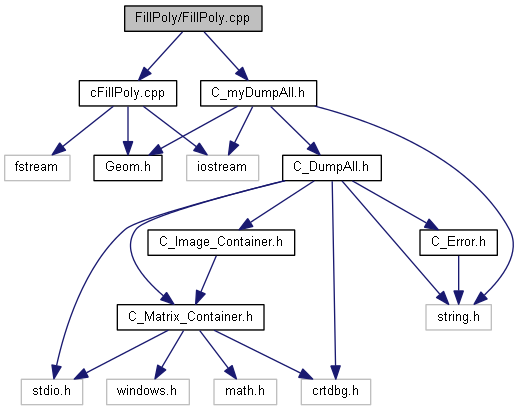 FillPoly/FillPoly.cpp
cFillPoly.cpp
C_myDumpAll.h
fstream
Geom.h
iostream
C_DumpAll.h
C_Image_Container.h
C_Error.h
C_Matrix_Container.h
string.h
stdio.h
windows.h
math.h
crtdbg.h